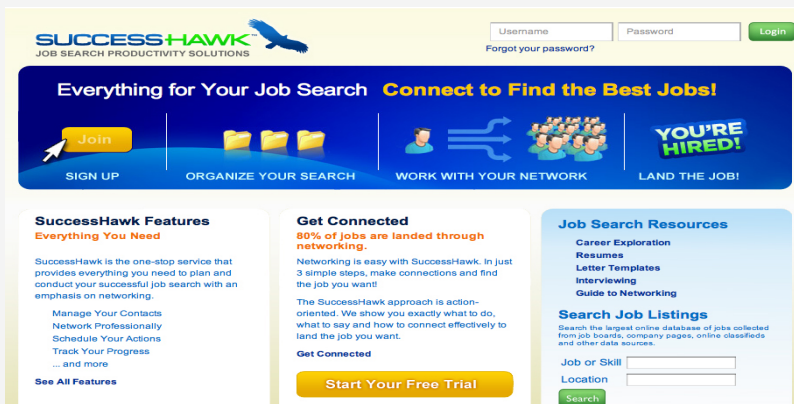 SUCCESSHAWK™
JOB SEARCH PRODUCTIVITY SOLUTIONS
Username
Password
Login
Forgot your password?
Everything for Your Job Search Connect to Find the Best Jobs!
Join
YOU'RE
HIRED!
SIGN UP
ORGANIZE YOUR SEARCH
WORK WITH YOUR NETWORK
LAND THE JOB!
SuccessHawk Features
Everything You Need
SuccessHawk is the one-stop service that
provides everything you need to plan and
conduct your successful job search with an
emphasis on networking.
Manage Your Contacts
Network Professionally
Schedule Your Actions
Track Your Progress
... and more
See All Features
Get Connected
80% of jobs are landed through
networking.
Networking is easy with SuccessHawk. In just
3 simple steps, make connections and find
the job you want!
The SuccessHawk approach is action-
oriented. We show you exactly what to do,
what to say and how to connect effectively to
land the job you want.
Get Connected
Start Your Free Trial
Job Search Resources
Career Exploration
Resumes
Letter Templates
Interviewing
Guide to Networking
Search Job Listings
Search the largest online database of jobs collected
from job boards, company pages, online classifieds
and other data sources.
Job or Skill
Location
Search